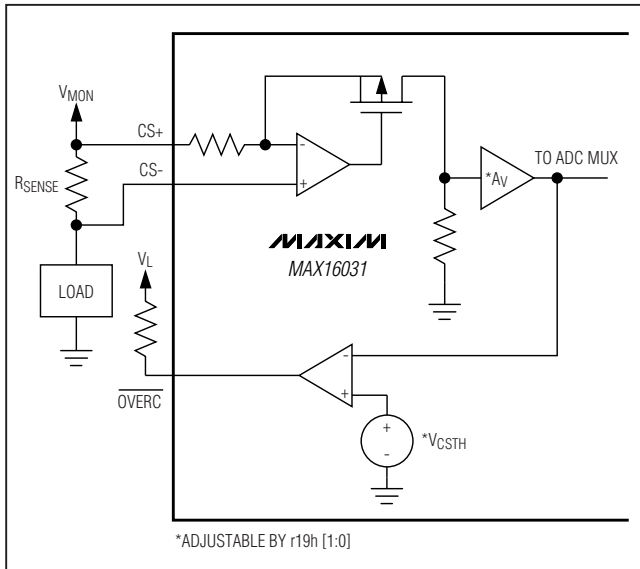 VMON
CS+
RSENSE
CS-
-
+
*AV
TO ADC MUX
MAXIM
MAX16031
VL
LOAD
-
+
OVERC
+
-
*VCSTH
*ADJUSTABLE BY r19h [1:0]